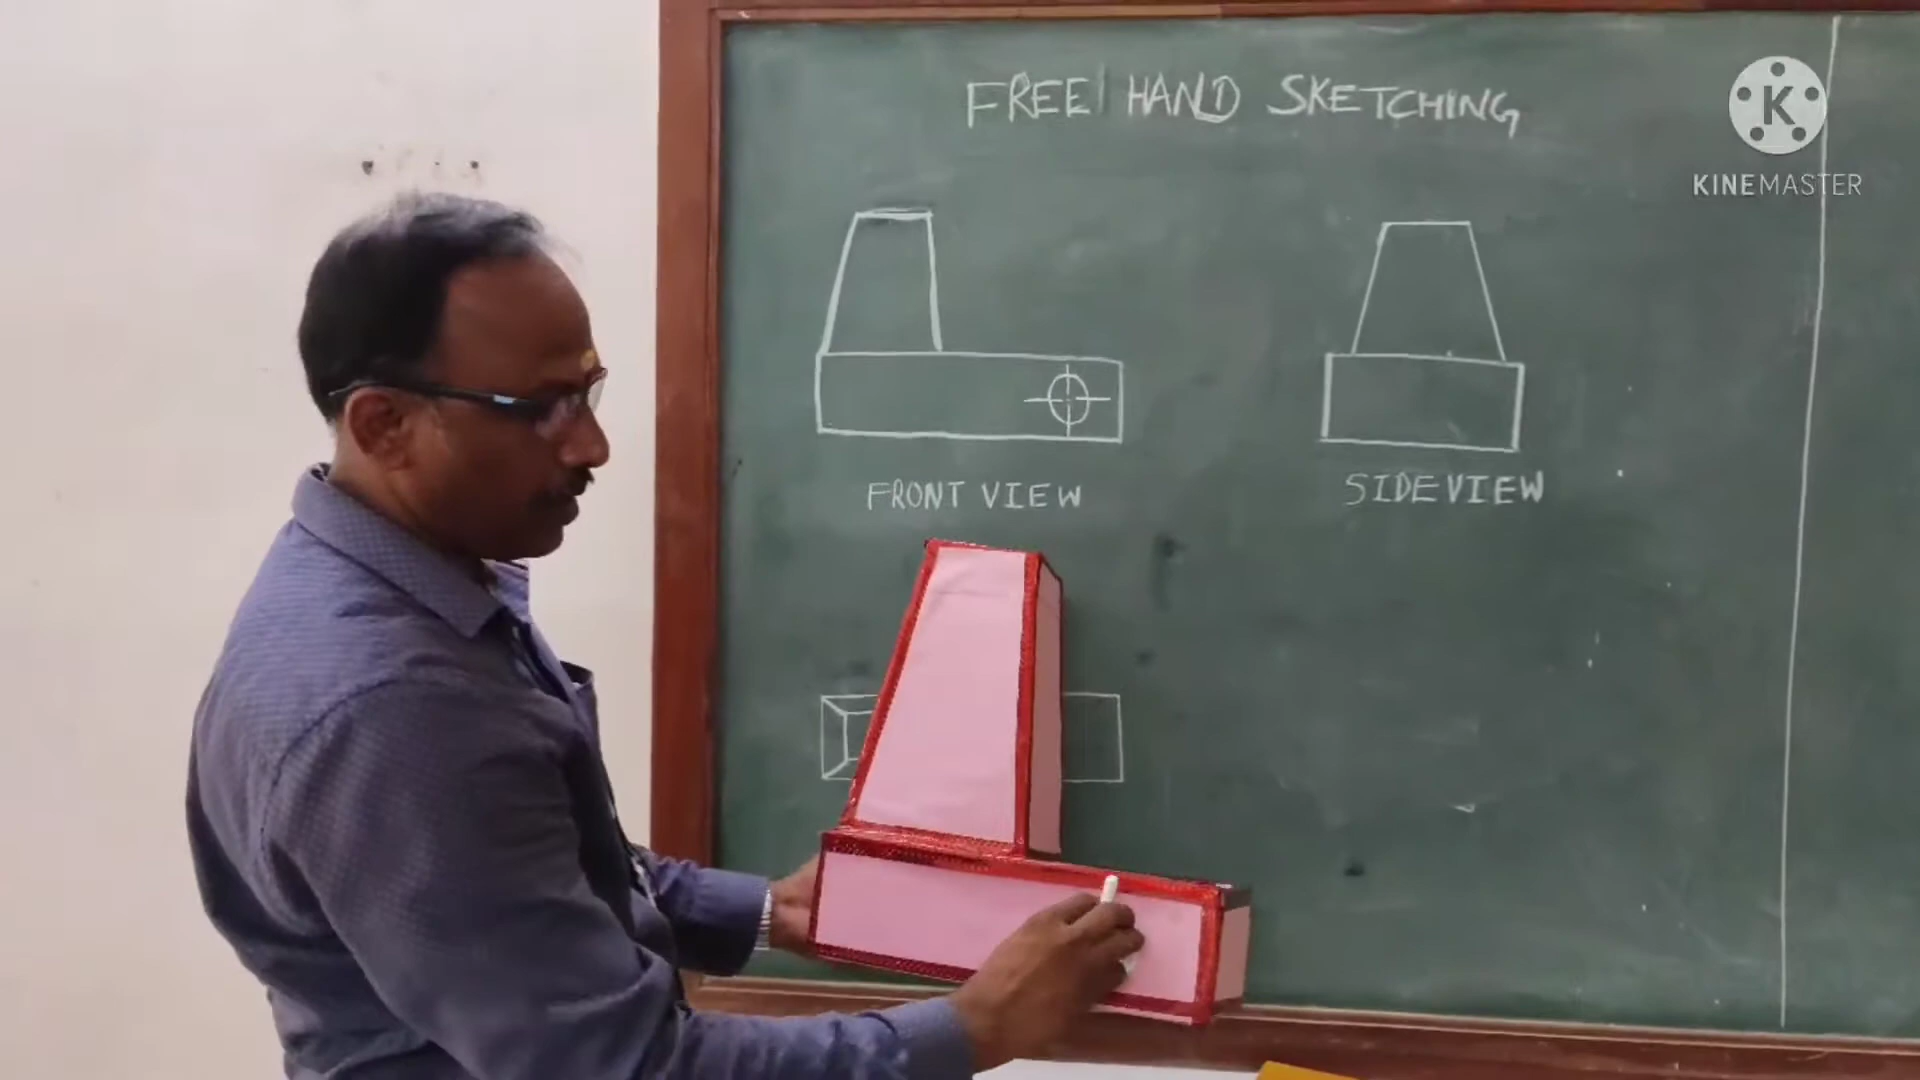 FREE HAND SKETCHING
K
KINEMASTER
FRONT VIEW
SIDE VIEW